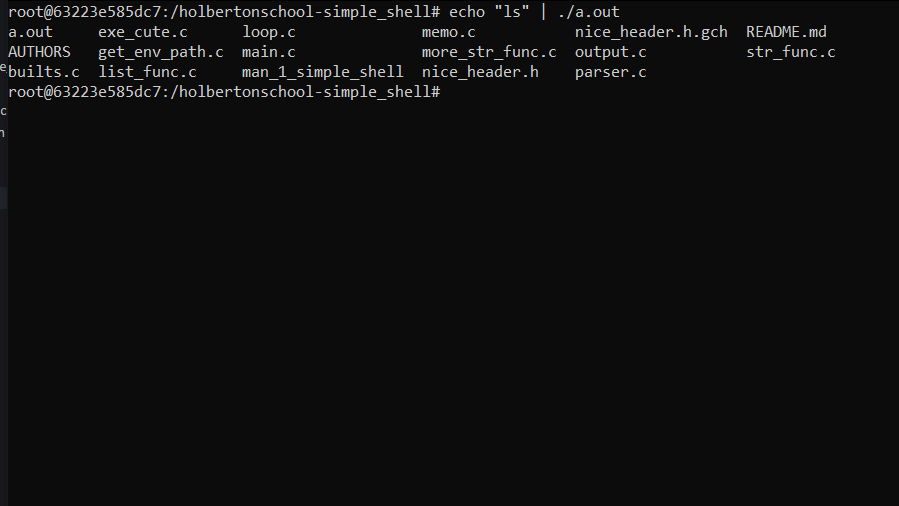 root@63223e585dc7:/holbertonschool-simple_shell# echo "ls" | ./a.out
a.out     exe_cute.c      loop.c              memo.c           nice_header.h.gch  README.md
AUTHORS   get_env_path.c  main.c              more_str_func.c  output.c           str_func.c
builts.c  list_func.c     man_1_simple_shell  nice_header.h    parser.c
root@63223e585dc7:/holbertonschool-simple_shell#